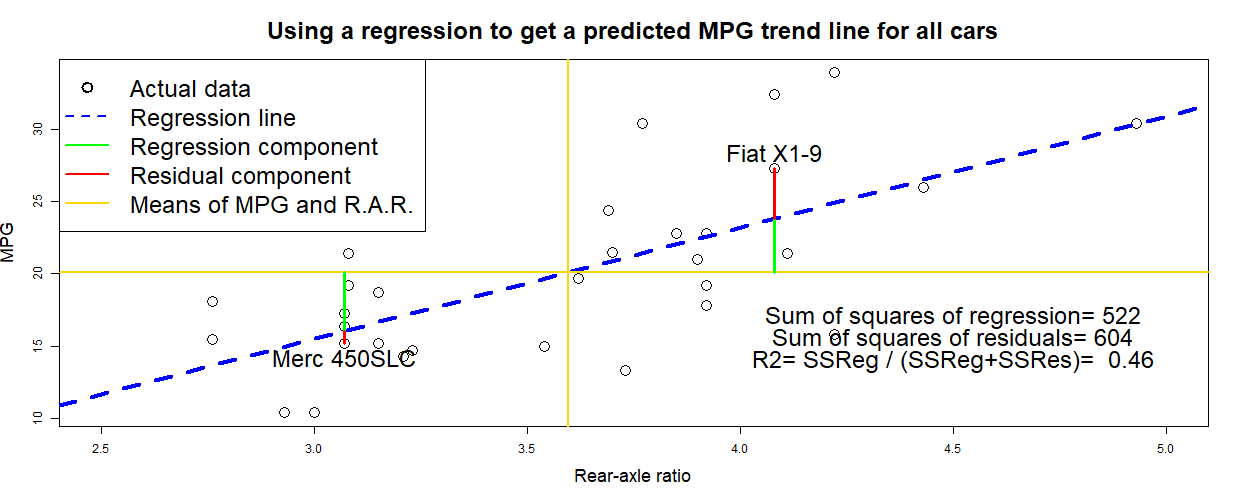 Using a regression to get a predicted MPG trend line for all cars
Actual data
Regression line
Regression component
Residual component
Means of MPG and R.A.R.
Fiat X1-9
Merc 450SLC
Sum of squares of regression= 522
Sum of squares of residuals= 604
R2= SSReg / (SSReg+SSRes)= 0.46
MPG
30
25
20
15
10
2.5 3.0 3.5 4.0 4.5 5.0
Rear-axle ratio